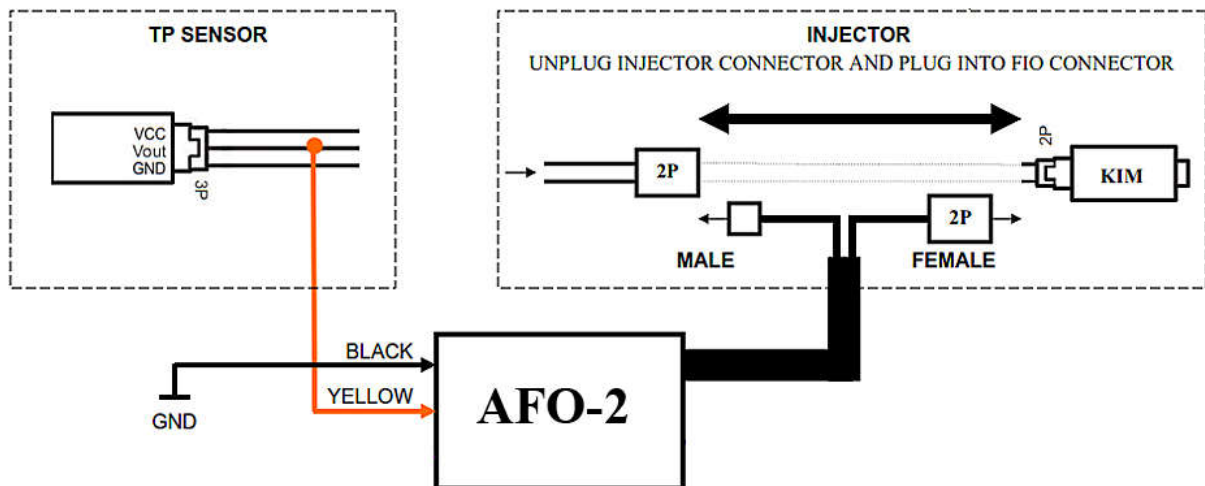 TP SENSOR
VCC
Vout
GND
3P
INJECTOR
UNPLUG INJECTOR CONNECTOR AND PLUG INTO FIO CONNECTOR
2P
2P
KIM
2P
MALE
FEMALE
BLACK
YELLOW
GND
AFO-2